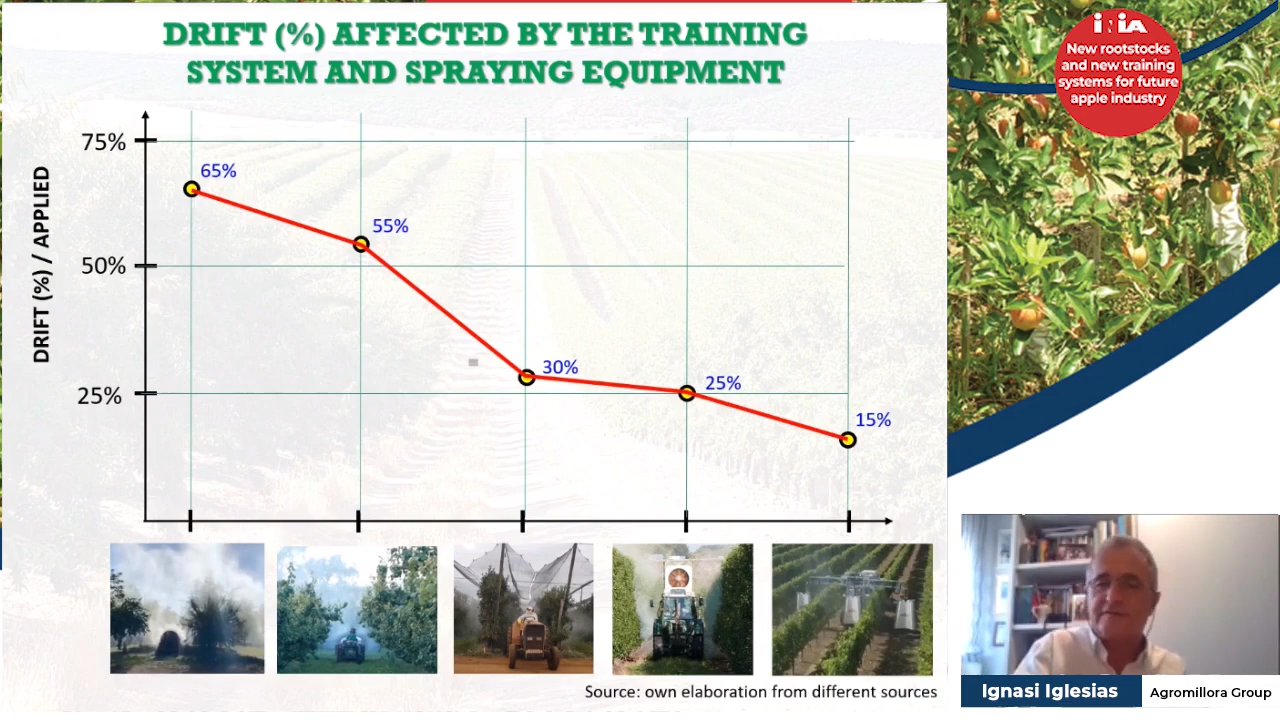 DRIFT (%) AFFECTED BY THE TRAINING
SYSTEM AND SPRAYING EQUIPMENT
DRIFT (%) / APPLIED
75%
50%
25%
65%
55%
30%
25%
15%
Source: own elaboration from different sources
iNiA
New rootstocks
and new training
systems for future
apple industry
Ignasi Iglesias
Agromillora Group